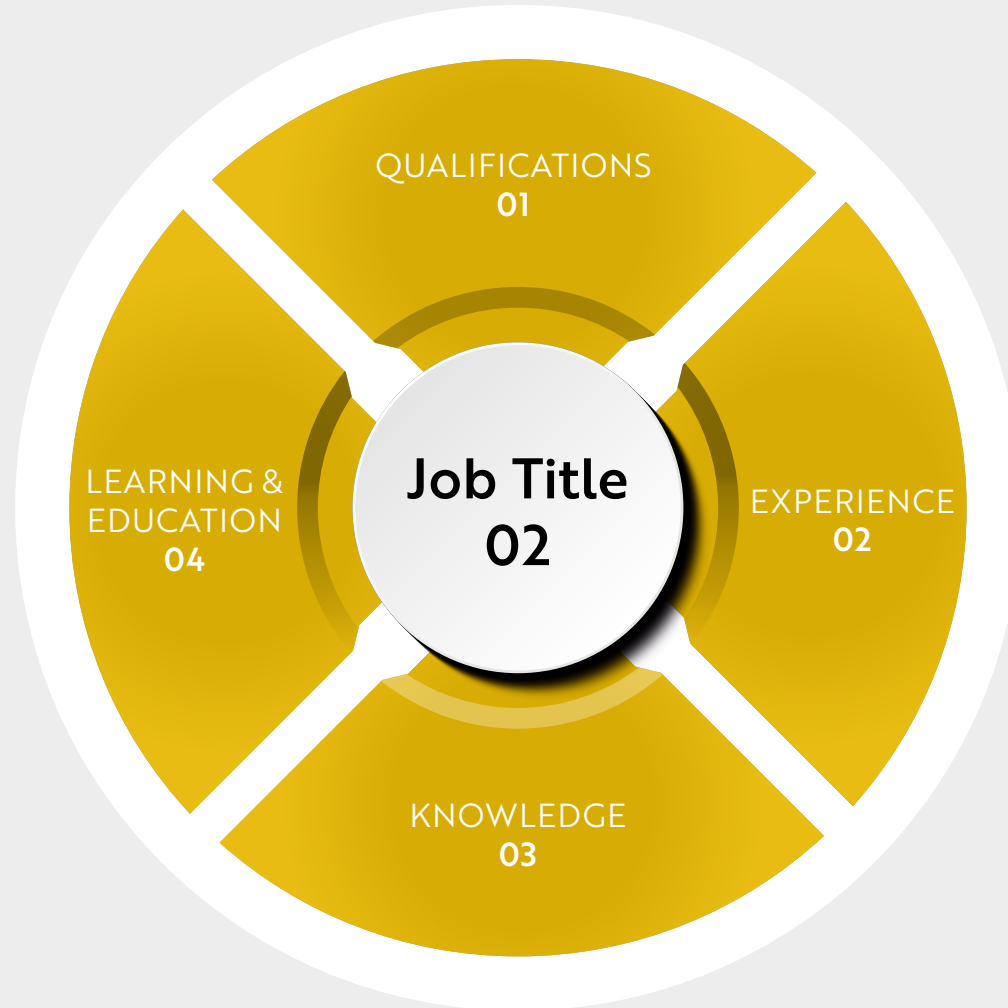 QUALIFICATIONS
01
LEARNING &
EDUCATION
04
Job Title
02
EXPERIENCE
02
KNOWLEDGE
03